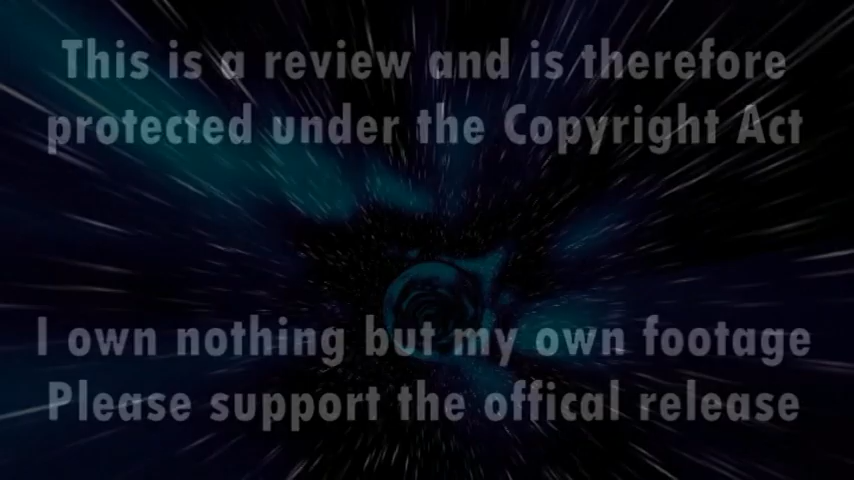 This is a review and is therefore
protected under the Copyright Act
I own nothing but my own footage
Please support the offical release